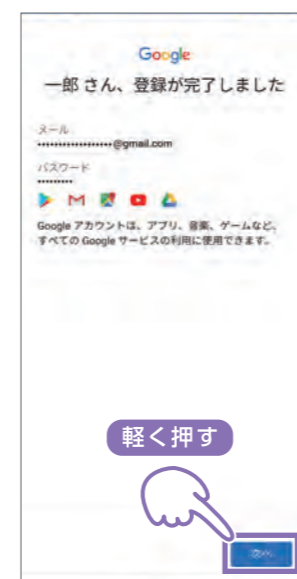 Google
一郎 さん、登録が完了しました
メール
••••••••••••••••••@gmail.com
パスワード
•••••••••
Google アカウントは、アプリ、音楽、ゲームなど、
すべての Google サービスの利用に使用できます。
軽く押す
次へ